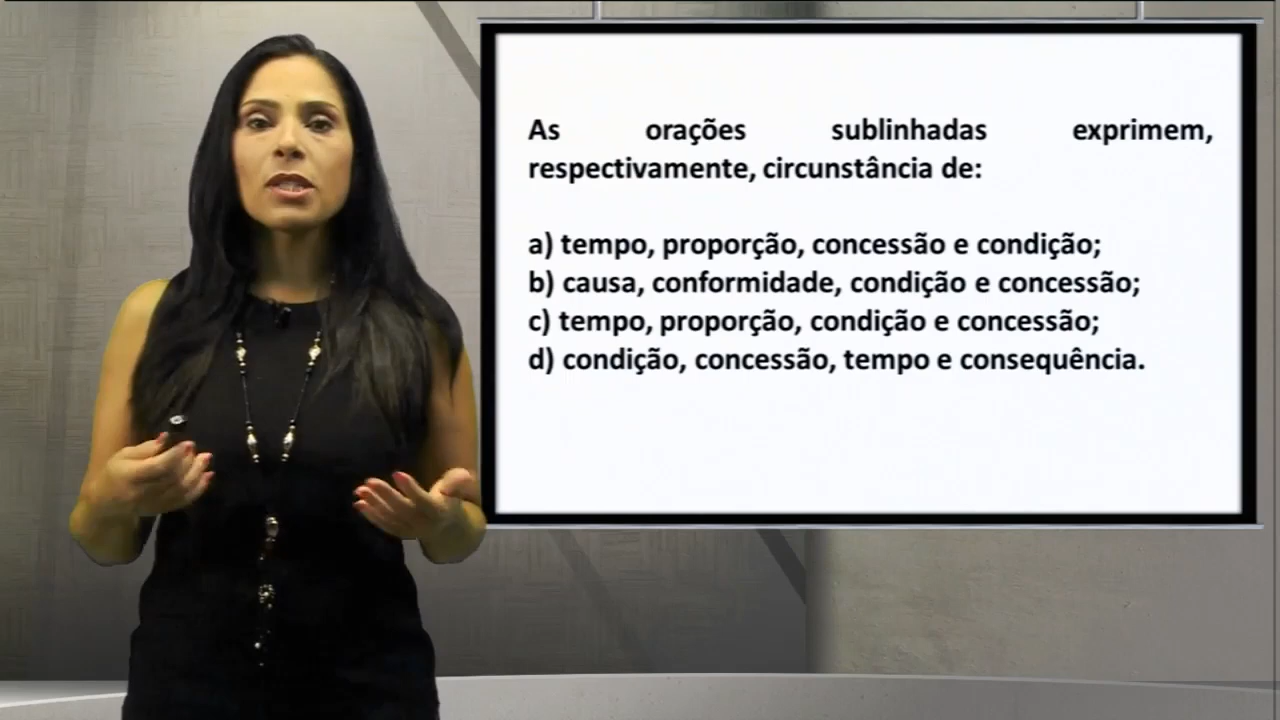 As orações sublinhadas exprimem,
respectivamente, circunstância de:
a) tempo, proporção, concessão e condição;
b) causa, conformidade, condição e concessão;
c) tempo, proporção, condição e concessão;
d) condição, concessão, tempo e consequência.